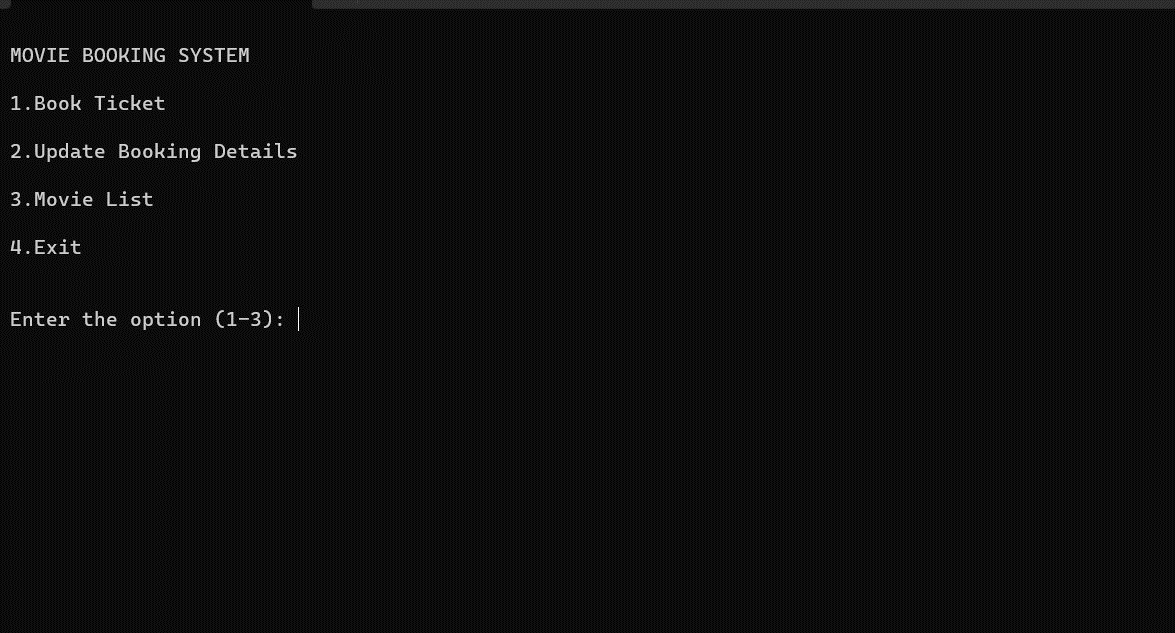 MOVIE BOOKING SYSTEM
1.Book Ticket
2.Update Booking Details
3.Movie List
4.Exit
Enter the option (1-3):